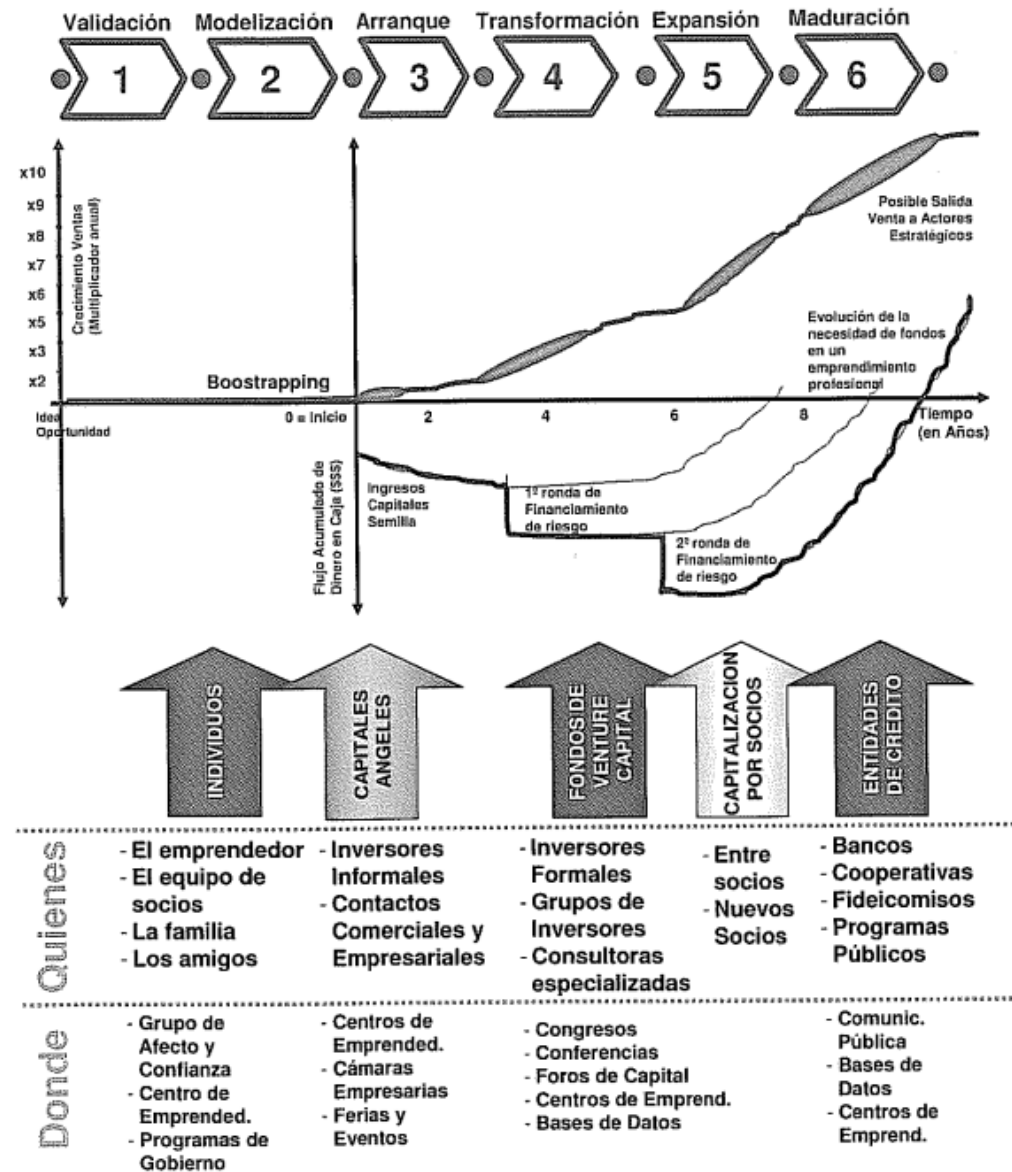 Validación
Modelización
Arranque
Transformación
Expansión
Maduración
1
2
3
4
5
6
x10
x9
x8
x7
x6
x5
x3
x2
Crecimiento Ventas
(Multiplicador anual)
Posible Salida
Venta a Actores
Estratégicos
Evolución de la
necesidad de fondos
en un
emprendimiento
profesional
Boostrapping
Idea
Oportunidad
0 = Inicio
2
4
6
8
Tiempo
(en Años)
Flujo Acumulado de
Dinero en Caja ($$$)
Ingresos
Capitales
Semilla
1º ronda de
Financiamiento
de riesgo
2º ronda de
Financiamiento
de riesgo
INDIVIDUOS
CAPITALES
ANGELES
FONDOS DE
VENTURE
CAPITAL
CAPITALIZACION
POR SOCIOS
ENTIDADES
DE CREDITO
Quienes
- El emprendedor
- El equipo de
socios
- La familia
- Los amigos
- Inversores
Informales
- Contactos
Comerciales y
Empresariales
- Inversores
Formales
- Grupos de
Inversores
- Consultoras
especializadas
- Entre
socios
- Nuevos
Socios
- Bancos
- Cooperativas
- Fideicomisos
- Programas
Públicos
Donde
- Grupo de
Afecto y
Confianza
- Centro de
Emprended.
- Programas de
Gobierno
- Centros de
Emprended.
- Cámaras
Empresarias
- Ferias y
Eventos
- Congresos
- Conferencias
- Foros de Capital
- Centros de Emprend.
- Bases de Datos
- Comunic.
Pública
- Bases de
Datos
- Centros de
Emprend.